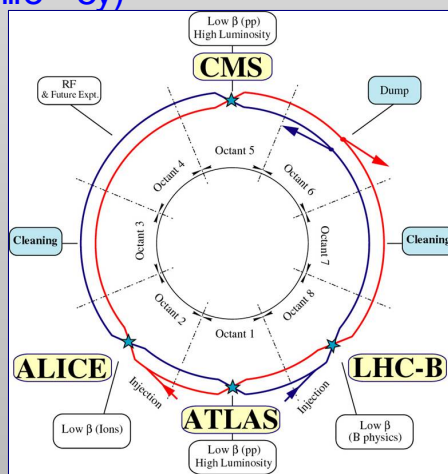 Low β (pp)
High Luminosity
CMS
RF
& Future Expt.
Dump
Octant 5
Octant 4
Octant 6
Octant 3
Octant 7
Cleaning
Cleaning
Octant 2
Octant 8
Octant 1
ALICE
LHC-B
Injection
Injection
ATLAS
Low β (Ions)
Low β
(B physics)
Low β (pp)
High Luminosity